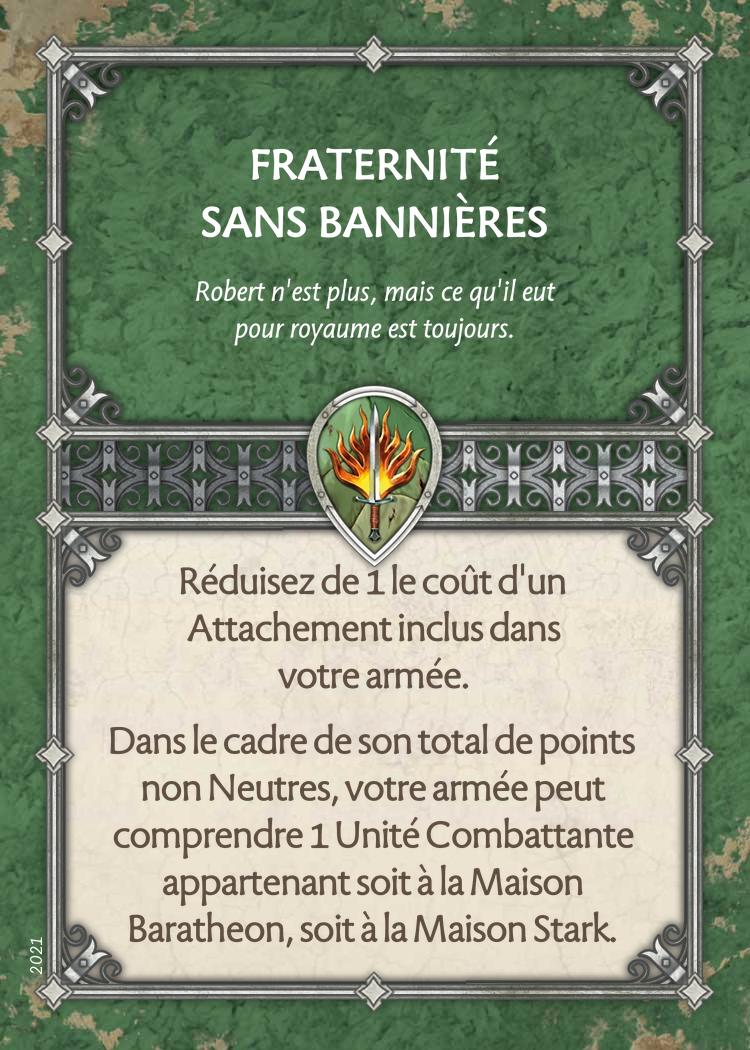 FRATERNITÉ
SANS BANNIÈRES
Robert n'est plus, mais ce qu'il eut
pour royaume est toujours.
Réduisez de 1 le coût d'un
Attachement inclus dans
votre armée.
Dans le cadre de son total de points
non Neutres, votre armée peut
comprendre 1 Unité Combattante
appartenant soit à la Maison
Baratheon, soit à la Maison Stark.
2021